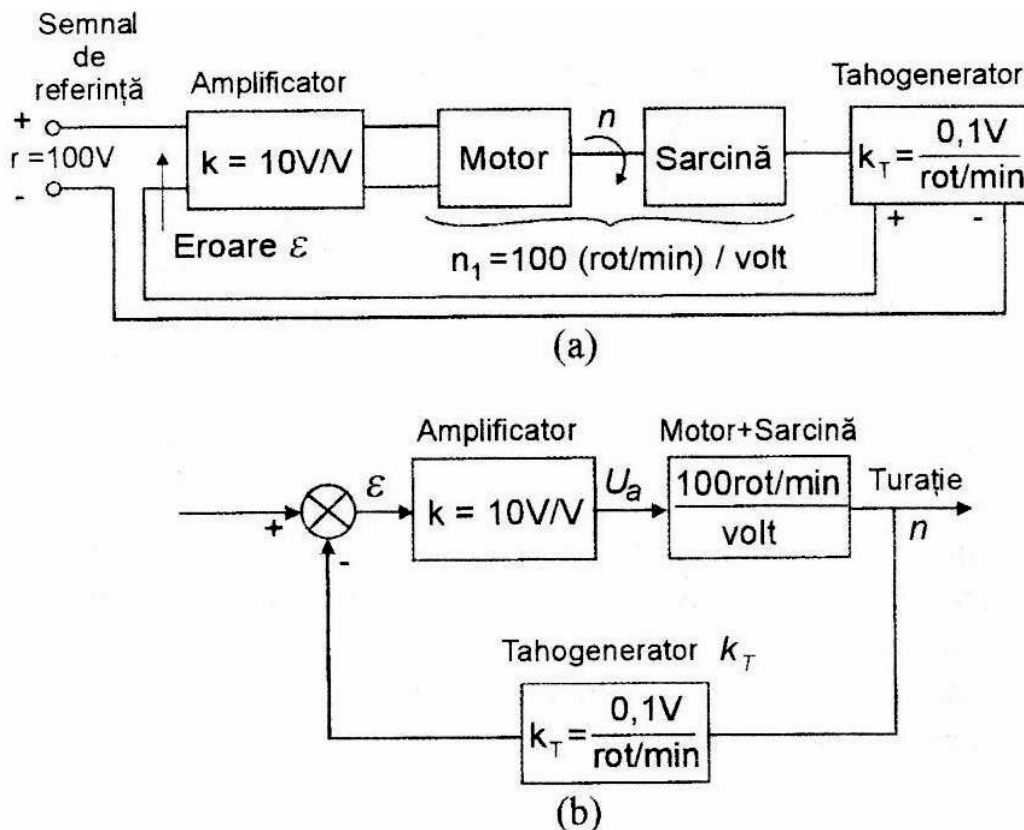 Semnal
de
referință
Amplificator
Tahogenerator
+
r =100V
-
k = 10V/V
Motor
n
Sarcină
k_T = 0,1V
rot/min
+ -
Eroare ε
n₁ =100 (rot/min) / volt
(a)
Amplificator
Motor+Sarcină
ε
k = 10V/V
U_a
100rot/min
volt
Turație
n
+
-
Tahogenerator k_T
k_T = 0,1V
rot/min
(b)